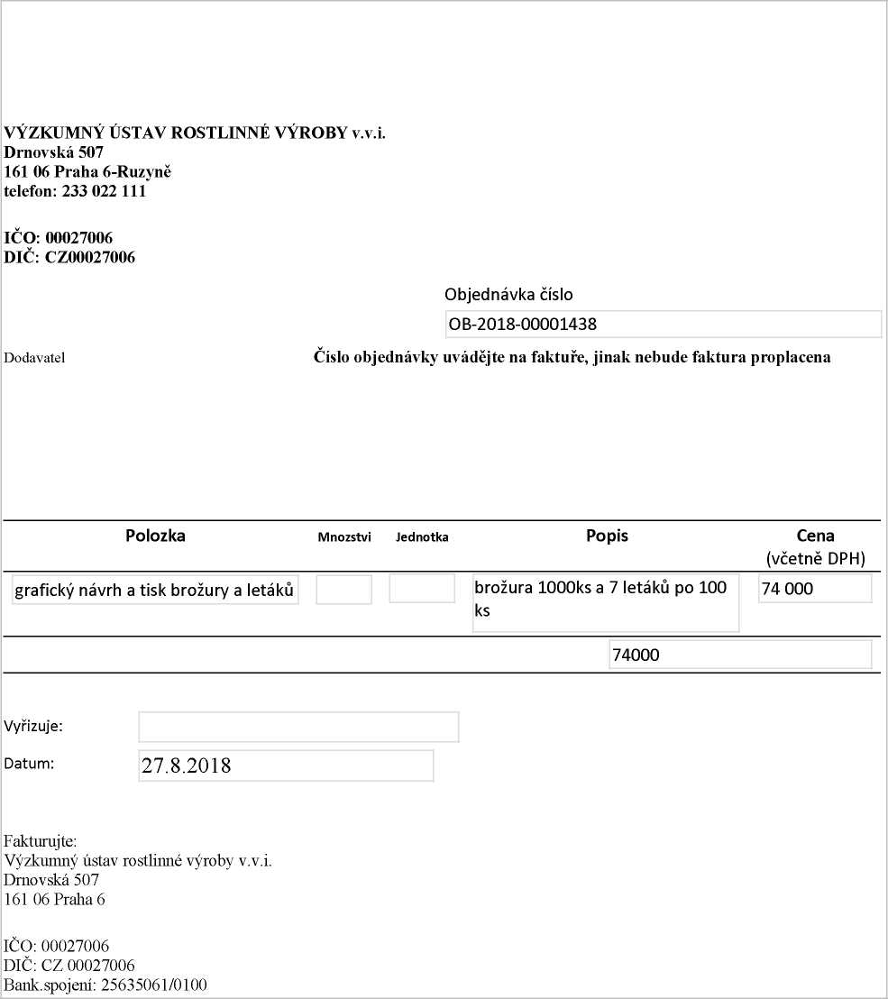 VÝZKUMNÝ ÚSTAV ROSTLINNÉ VÝROBY v.v.i.
Drnovská 507
161 06 Praha 6-Ruzyně
telefon: 233 022 111
IČO: 00027006
DIČ: CZ00027006
Objednávka číslo
OB-2018-00001438
Dodavatel
Číslo objednávky uvádějte na faktuře, jinak nebude faktura proplacena
Polozka Mnozstvi Jednotka Popis Cena
(včetně DPH)
grafický návrh a tisk brožury a letáků brožura 1000ks a 7 letáků po 100 74 000
ks
74000
Vyřizuje:
Datum: 27.8.2018
Fakturujte:
Výzkumný ústav rostlinné výroby v.v.i.
Drnovská 507
161 06 Praha 6
IČO: 00027006
DIČ: CZ 00027006
Bank.spojení: 25635061/0100